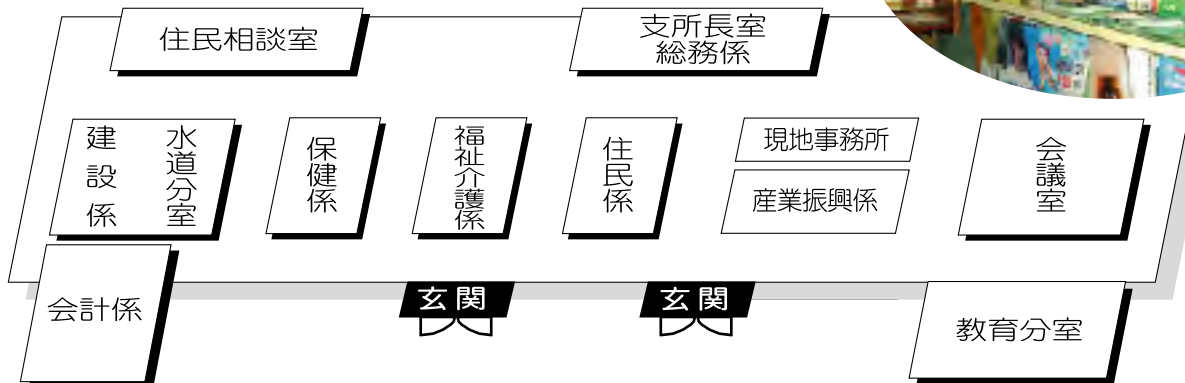 住民相談室
支所長室
総務係
水道分室
建設係
保健係
福祉介護係
住民係
現地事務所
産業振興係
会議室
会計係
玄関
玄関
教育分室